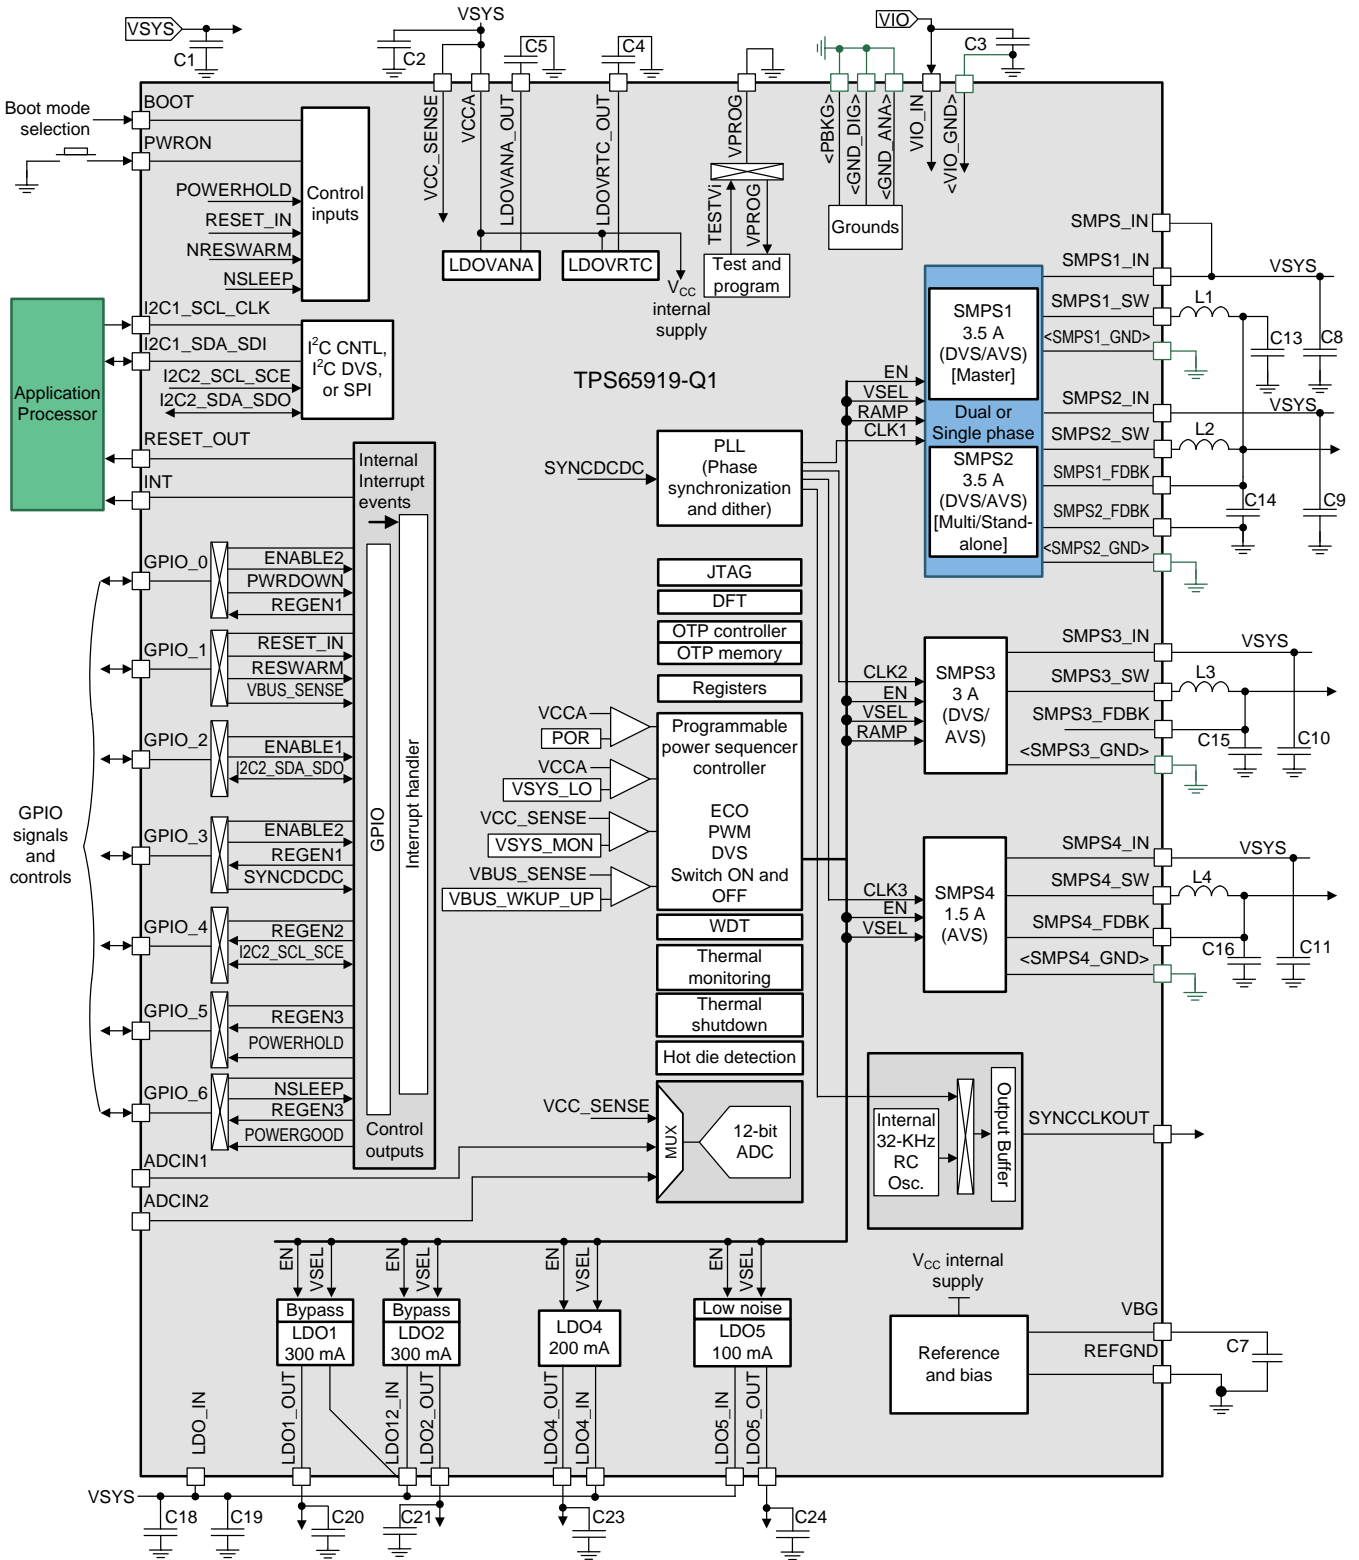 VSYS
C1
VSYS
C2
C5
C4
VIO
C3
BOOT
Boot mode
selection
PWRON
POWERHOLD
RESET_IN
NRESWARM
NSLEEP
Control
inputs
VCC_SENSE
VCCA
LDOVANA_OUT
LDOVRTC_OUT
VPROG
<PBKG>
<GND_DIG>
<GND_ANA>
VIO_IN
<VIO_GND>
LDOVANA
LDOVRTC
VCC
internal
supply
TESTVi
VPROG
Test and
program
Grounds
SMPS_IN
SMPS1_IN
VSYS
SMPS1_SW
L1
<SMPS1_GND>
C13
C8
SMPS1
3.5 A
(DVS/AVS)
[Master]
Dual or
Single phase
SMPS2
3.5 A
(DVS/AVS)
[Multi/Stand-
alone]
EN
VSEL
RAMP
CLK1
SMPS2_IN
VSYS
SMPS2_SW
L2
SMPS1_FDBK
SMPS2_FDBK
C14
C9
<SMPS2_GND>
Application
Processor
I2C1_SCL_CLK
I2C1_SDA_SDI
I2C2_SCL_SCE
I2C2_SDA_SDO
I2C CNTL,
I2C DVS,
or SPI
TPS65919-Q1
RESET_OUT
INT
Internal
Interrupt
events
GPIO
Interrupt handler
Control
outputs
SYNCDCDC
PLL
(Phase
synchronization
and dither)
GPIO
signals
and
controls
GPIO_0
ENABLE2
PWRDOWN
REGEN1
GPIO_1
RESET_IN
RESWARM
VBUS_SENSE
GPIO_2
ENABLE1
I2C2_SDA_SDO
GPIO_3
ENABLE2
REGEN1
SYNCDCDC
GPIO_4
REGEN2
I2C2_SCL_SCE
GPIO_5
REGEN3
POWERHOLD
GPIO_6
NSLEEP
REGEN3
POWERGOOD
ADCIN1
ADCIN2
JTAG
DFT
OTP controller
OTP memory
Registers
VCCA
POR
VCCA
VSYS_LO
VCC_SENSE
VSYS_MON
VBUS_SENSE
VBUS_WKUP_UP
Programmable
power sequencer
controller
ECO
PWM
DVS
Switch ON and
OFF
WDT
Thermal
monitoring
Thermal
shutdown
Hot die detection
VCC_SENSE
MUX
12-bit
ADC
CLK2
EN
VSEL
RAMP
SMPS3
3 A
(DVS/
AVS)
SMPS3_IN
VSYS
SMPS3_SW
L3
SMPS3_FDBK
C15
C10
<SMPS3_GND>
CLK3
EN
VSEL
SMPS4
1.5 A
(AVS)
SMPS4_IN
VSYS
SMPS4_SW
L4
SMPS4_FDBK
C16
C11
<SMPS4_GND>
Internal
32-KHz
RC
Osc.
Output Buffer
SYNCCLKOUT
VCC internal
supply
Reference
and bias
VBG
REFGND
C7
EN
VSEL
EN
VSEL
EN
VSEL
EN
VSEL
Bypass
LDO1
300 mA
Bypass
LDO2
300 mA
LDO4
200 mA
Low noise
LDO5
100 mA
LDO_IN
LDO1_OUT
LDO12_IN
LDO2_OUT
LDO4_OUT
LDO4_IN
LDO5_IN
LDO5_OUT
VSYS
C18
C19
C20
C21
C23
C24